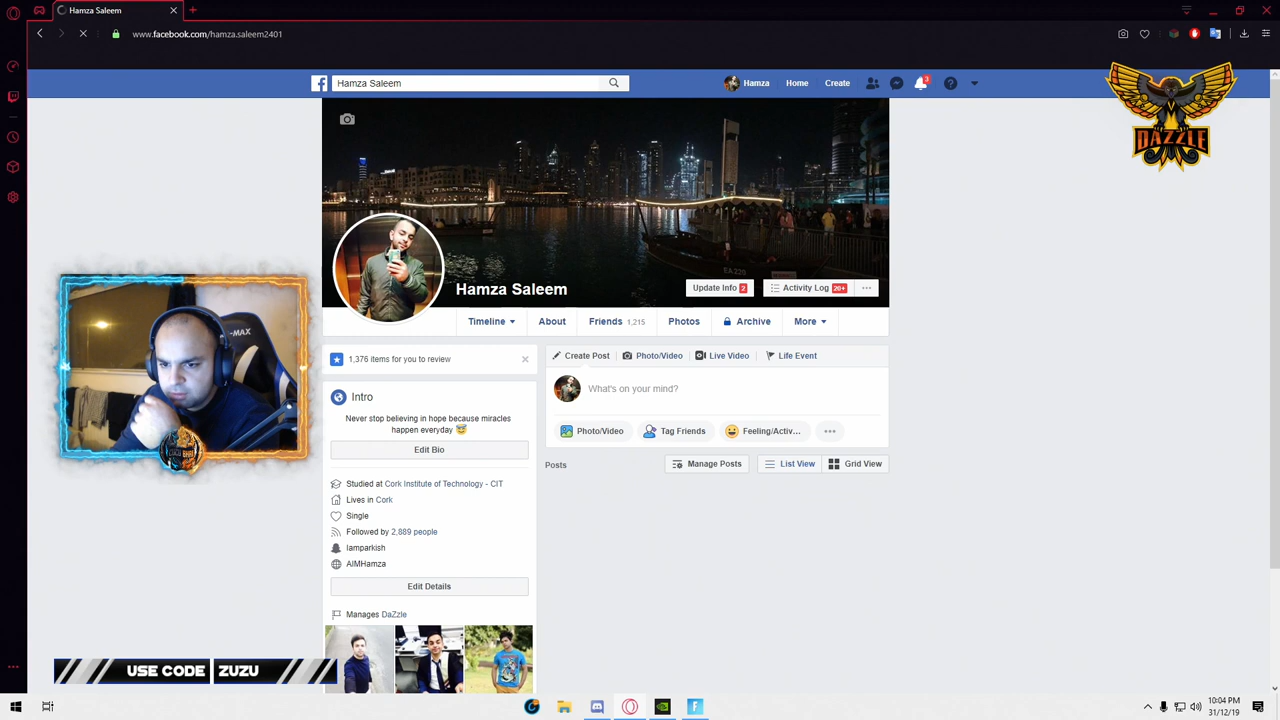 Hamza Saleem
www.facebook.com/hamza.saleem2401
Hamza Saleem
Hamza
Home
Create
3
DAZZLE
EA 229
Hamza Saleem
Update Info 2
Activity Log 20+
Timeline
About
Friends 1,215
Photos
Archive
More
1,376 items for you to review
Create Post
Photo/Video
Live Video
Life Event
Intro
What's on your mind?
Never stop believing in hope because miracles
happen everyday
Photo/Video
Tag Friends
Feeling/Activ...
Edit Bio
Posts
Manage Posts
List View
Grid View
Studied at Cork Institute of Technology - CIT
Lives in Cork
Single
Followed by 2,889 people
Iamparkish
AIMHamza
Edit Details
Manages DaZzle
USE CODE ZUZU
10:04 PM
31/12/19